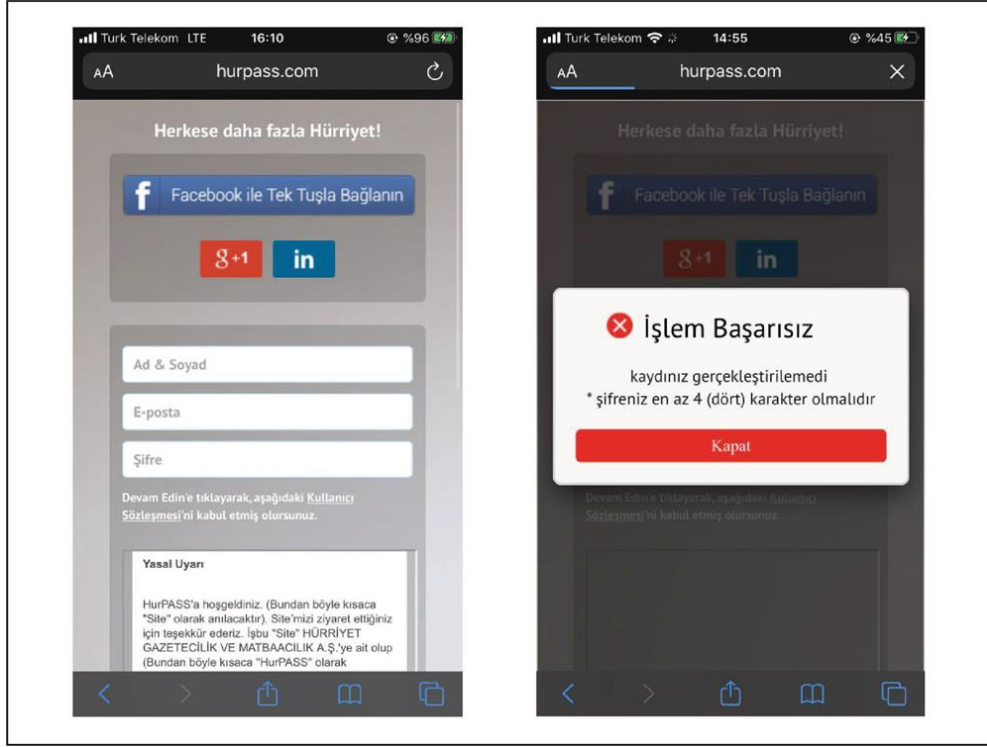 Turk Telekom LTE 16:10 %96
AA hurpass.com
Herkese daha fazla Hürriyet!
f Facebook ile Tek Tuşla Bağlanın
g+1 in
Ad & Soyad
E-posta
Şifre
Devam Edin'e tıklayarak, aşağıdaki Kullanıcı
Sözleşmesi'ni kabul etmiş olursunuz.
Yasal Uyarı
HurPASS'a hoşgeldiniz. (Bundan böyle kısaca
"Site" olarak anılacaktır). Site'mizi ziyaret ettiğiniz
için teşekkür ederiz. İşbu "Site" HÜRRİYET
GAZETECİLİK VE MATBAACILIK A.Ş.'ye ait olup
(Bundan böyle kısaca "HurPASS" olarak
Turk Telekom 14:55 %45
AA hurpass.com
Herkese daha fazla Hürriyet!
f Facebook ile Tek Tuşla Bağlanın
g+1 in
İşlem Başarısız
kaydınız gerçekleştirilemedi
* şifreniz en az 4 (dört) karakter olmalıdır
Kapat
Devam Edin'e tıklayarak, aşağıdaki Kullanıcı
Sözleşmesi'ni kabul etmiş olursunuz.